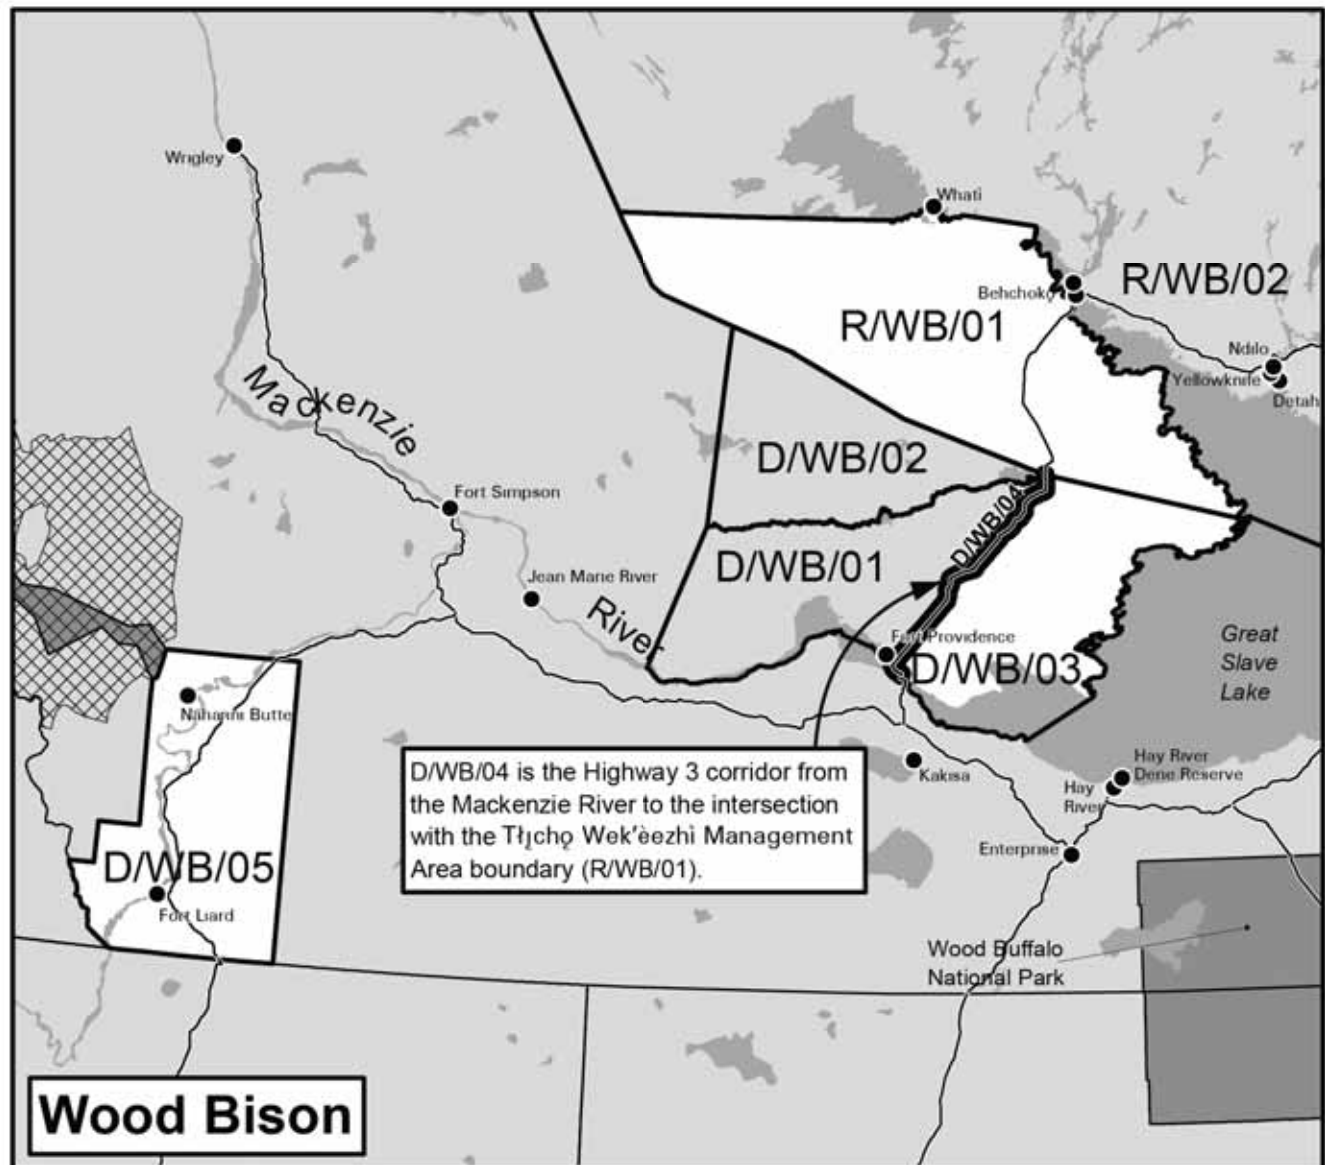 Wrigley
Whati
R/WB/02
Behchokǫ̀
R/WB/01
Ndilo
Yellowknife
Detah
Mackenzie
D/WB/02
Fort Simpson
D/WB/04
D/WB/01
Jean Marie River
River
Fort Providence
Great
Slave
Lake
D/WB/03
Nahanni Butte
D/WB/04 is the Highway 3 corridor from
the Mackenzie River to the intersection
with the Tłı̨chǫ Wek'èezhìi Management
Area boundary (R/WB/01).
Kakisa
Hay River
Dene Reserve
Hay
River
Enterprise
D/WB/05
Fort Liard
Wood Buffalo
National Park
Wood Bison